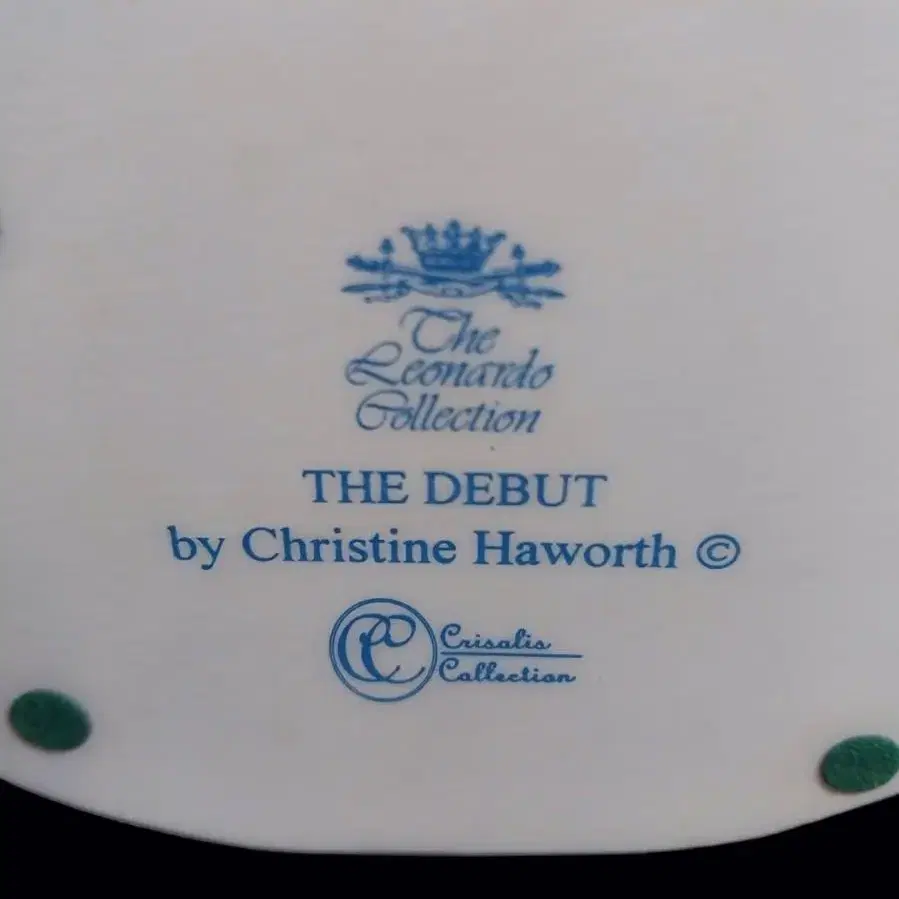 The
Leonardo
Collection
THE DEBUT
by Christine Haworth ©
CC
Crisalis
Collection